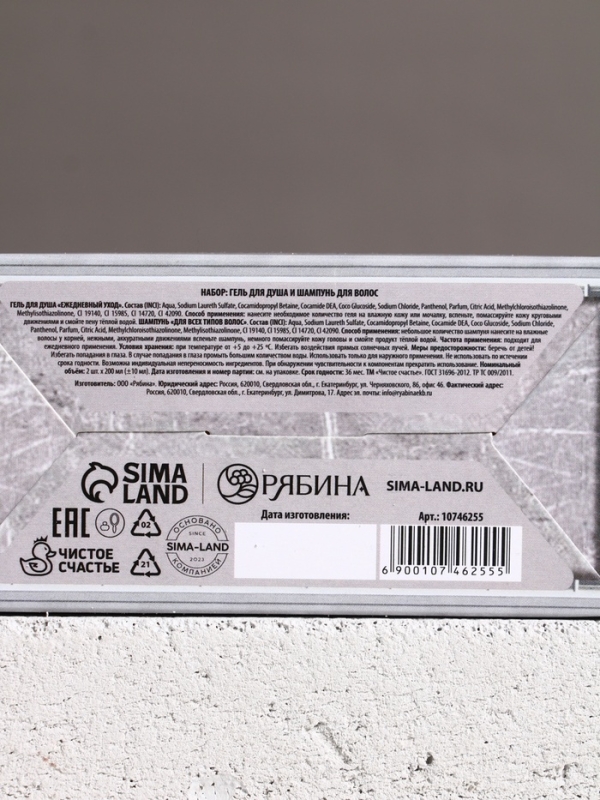 НАБОР: ГЕЛЬ ДЛЯ ДУША И ШАМПУНЬ ДЛЯ ВОЛОС
ГЕЛЬ ДЛЯ ДУША «ЕЖЕДНЕВНЫЙ УХОД». Состав (INCI): Aqua, Sodium Laureth Sulfate, Cocamidopropyl Betaine, Cocamide DEA, Coco Glucoside, Sodium Chloride, Panthenol, Parfum, Citric Acid, Methylchloroisothiazolinone,
Methylisothiazolinone, CI 19140, CI 15985, CI 14720, CI 42090. Способ применения: нанесите необходимое количество геля на влажную кожу или мочалку, вспеньте, помассируйте кожу круговыми
движениями и смойте пену тёплой водой. ШАМПУНЬ «ДЛЯ ВСЕХ ТИПОВ ВОЛОС». Состав (INCI): Aqua, Sodium Laureth Sulfate, Cocamidopropyl Betaine, Cocamide DEA, Coco Glucoside, Sodium Chloride,
Panthenol, Parfum, Citric Acid, Methylchloroisothiazolinone, Methylisothiazolinone, CI 19140, CI 15985, CI 14720, CI 42090. Способ применения: небольшое количество шампуня нанесите на влажные
волосы у корней, нежными, аккуратными движениями вспеньте шампунь, немного помассируйте кожу головы и смойте продукт тёплой водой. Частота применения: подходит для
ежедневного применения. Условия хранения: при температуре от +5 до +25 °C. Избегать воздействия прямых солнечных лучей. Меры предосторожности: беречь от детей!
Избегать попадания в глаза. В случае попадания в глаза промыть большим количеством воды. Использовать только для наружного применения. Не использовать по истечении
срока годности. Возможна индивидуальная непереносимость ингредиентов. При обнаружении чувствительности к компонентам препарата прекратить использование. Номинальный
объём: 2 шт. x 200 мл (±10 мл). Дата изготовления и номер партии: см. на упаковке. Срок годности: 36 мес. ТМ «Чистое счастье». ГОСТ 31696-2012. ТР ТС 009/2011.
Изготовитель: ООО «Рябина». Юридический адрес: Россия, 620010, Свердловская обл., г. Екатеринбург, ул. Черняховского, 86, офис 46. Фактический адрес:
Россия, 620010, Свердловская обл., г. Екатеринбург, ул. Димитрова, 17. Адрес эл. почты: info@ryabinaekb.ru
SIMA LAND
РЯБИНА
SIMA-LAND.RU
EAC
02
ОСНОВАНО
SINCE
SIMA-LAND
2023
КОМПАНИЕЙ
Дата изготовления:
Арт.: 10746255
ЧИСТОЕ СЧАСТЬЕ
21
6 900107 462555